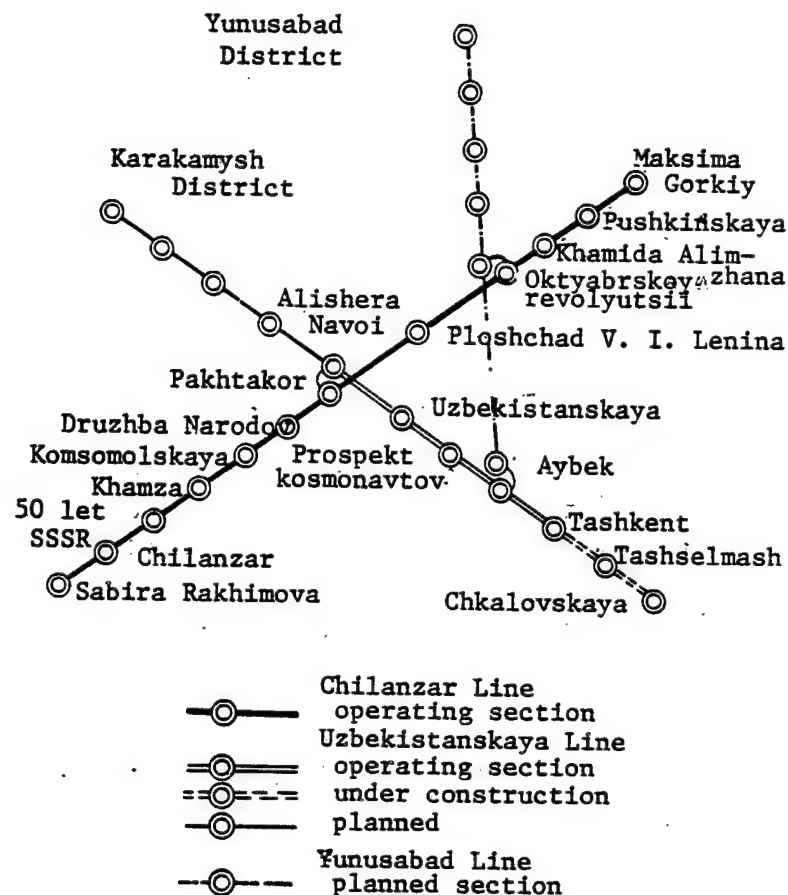 Yunusabad
District
Karakamysh
District
Maksima
Gorkiy
Pushkinskaya
Khamida Alim-
zhana
Oktyabrskoy
revolyutsii
Alishera
Navoi
Ploshchad V. I. Lenina
Pakhtakor
Uzbekistanskaya
Druzhba Narodov
Komsomolskaya
Prospekt
kosmonavtov
Aybek
Khamza
50 let
SSSR
Tashkent
Chilanzar
Tashselmash
Sabira Rakhimova
Chkalovskaya
Chilanzar Line
operating section
Uzbekistanskaya Line
operating section
under construction
planned
Yunusabad Line
planned section